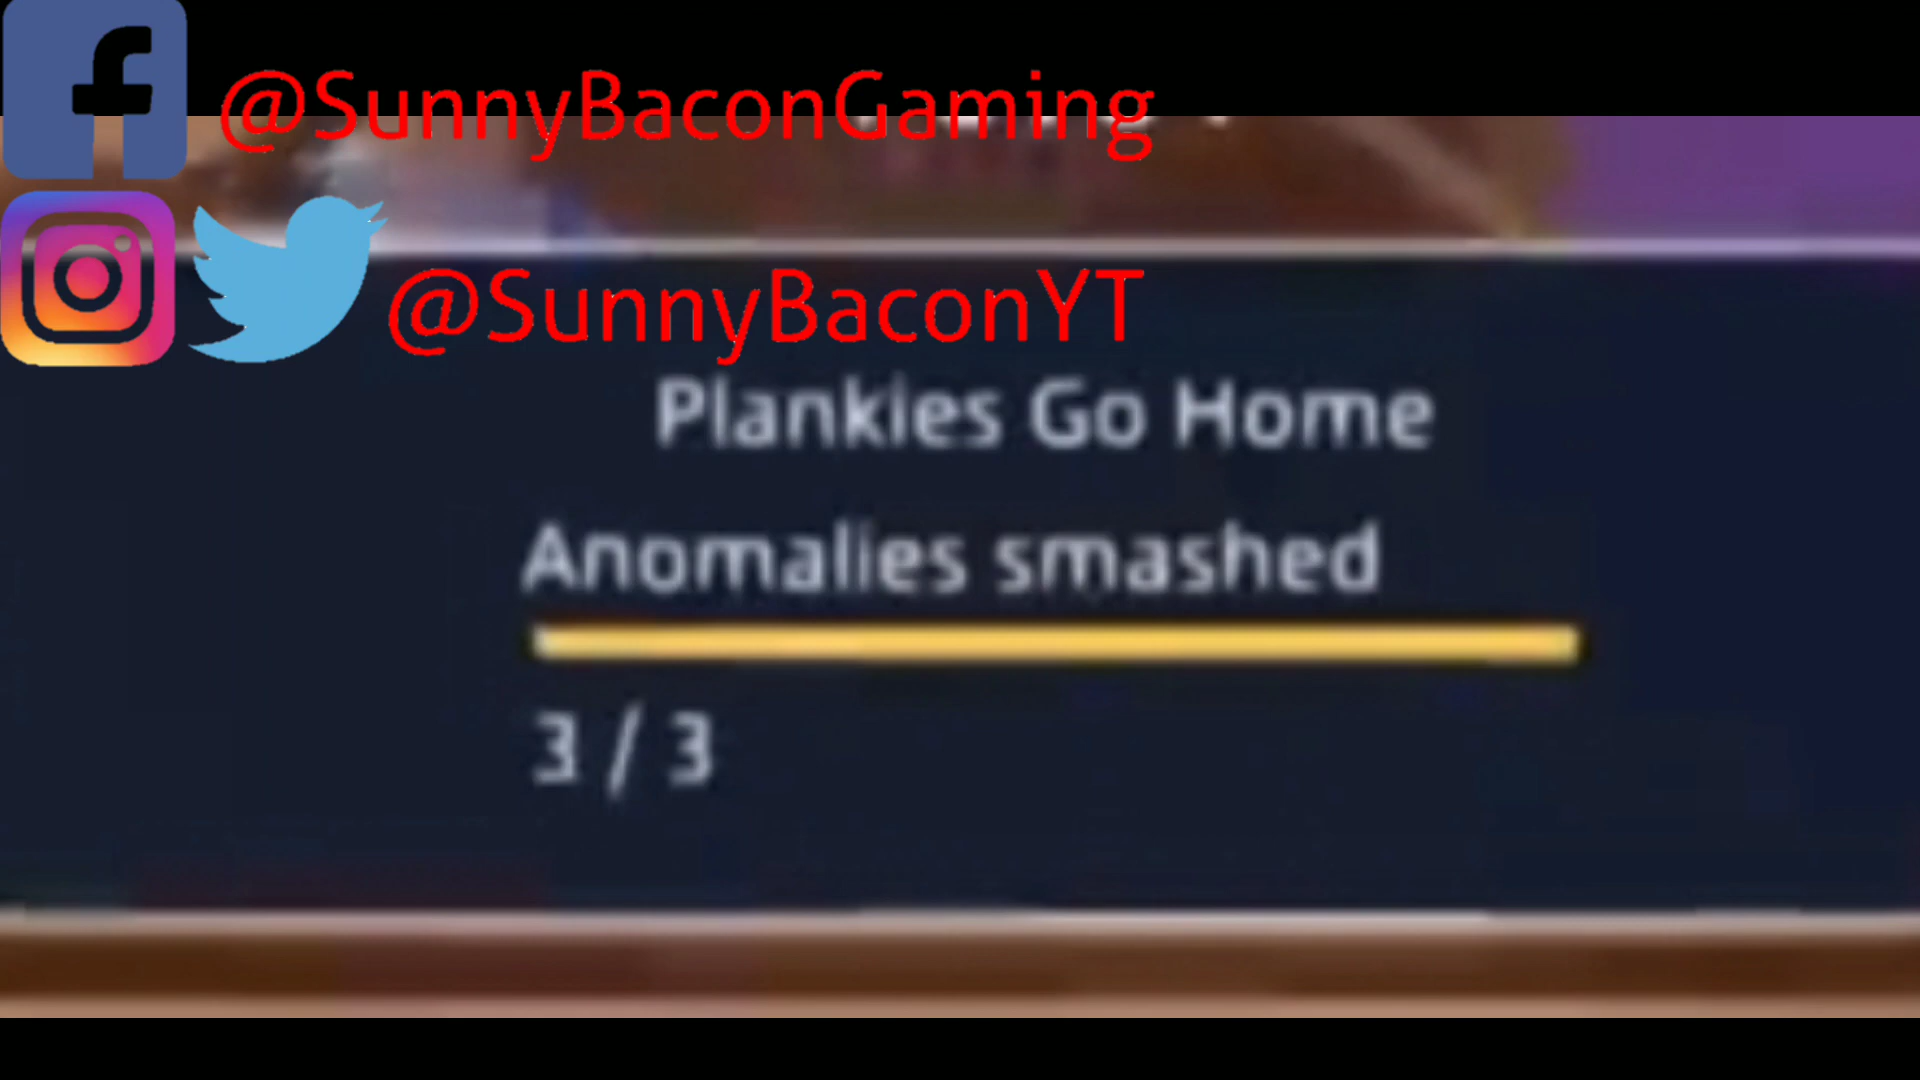 @SunnyBaconGaming
@SunnyBaconYT
Plankies Go Home
Anomalies smashed
3 / 3